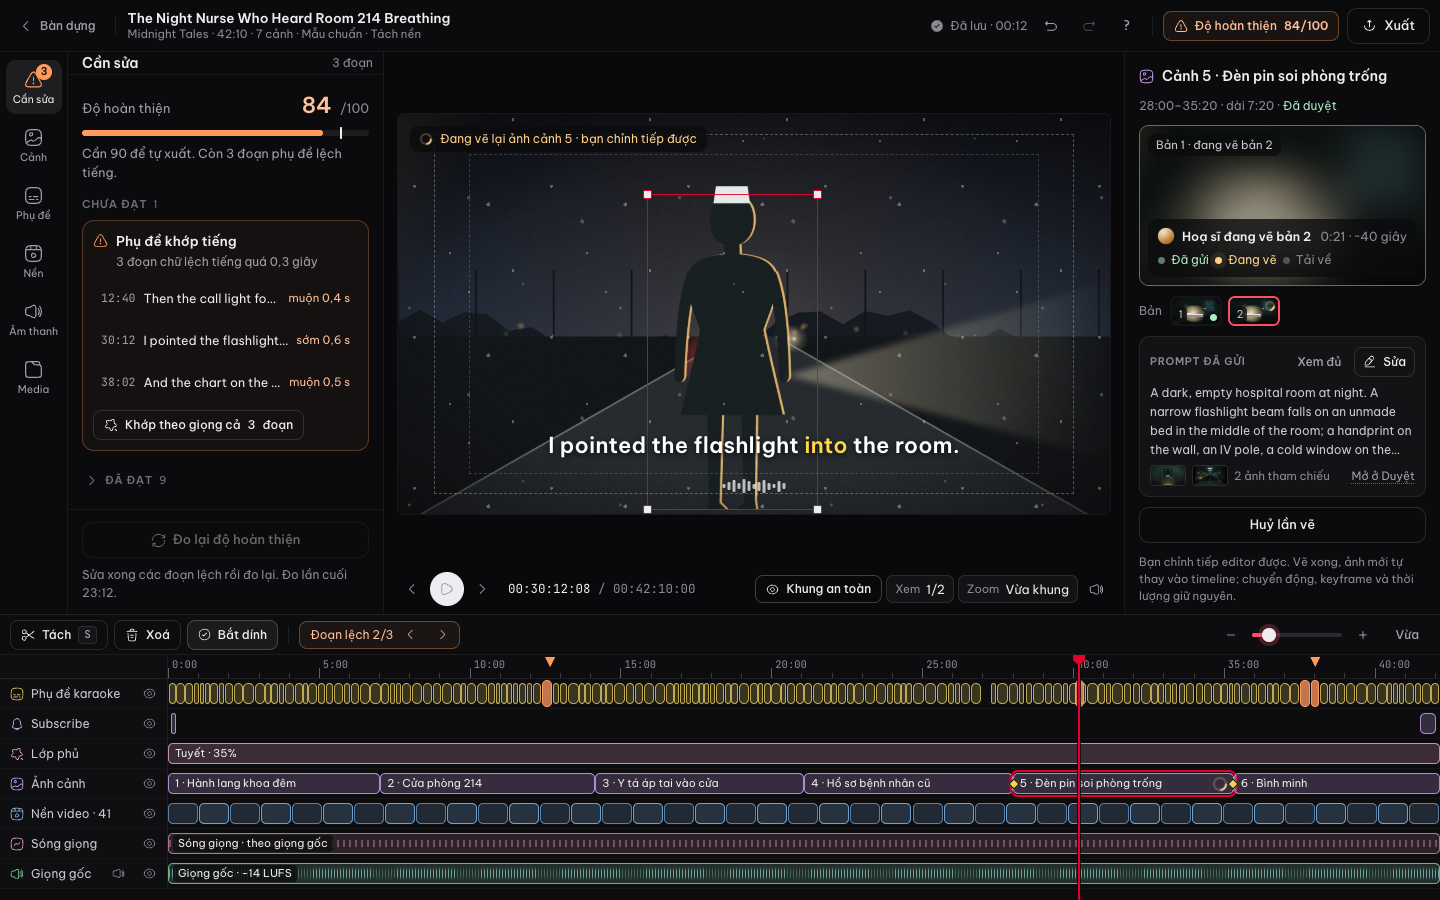 Bàn dựng
The Night Nurse Who Heard Room 214 Breathing
Midnight Tales · 42:10 · 7 cảnh · Mẫu chuẩn · Tách nền
Đã lưu · 00:12
?
Độ hoàn thiện 84/100
Xuất
3
Cần sửa
Cảnh
Phụ đề
Nền
Âm thanh
Media
Cần sửa
3 đoạn
Độ hoàn thiện
84 /100
Cần 90 để tự xuất. Còn 3 đoạn phụ đề lệch
tiếng.
CHƯA ĐẠT 1
Phụ đề khớp tiếng
3 đoạn chữ lệch tiếng quá 0,3 giây
12:40 Then the call light fo... muộn 0,4 s
30:12 I pointed the flashlight... sớm 0,6 s
38:02 And the chart on the ... muộn 0,5 s
Khớp theo giọng cả 3 đoạn
ĐÃ ĐẠT 9
Đo lại độ hoàn thiện
Sửa xong các đoạn lệch rồi đo lại. Đo lần cuối
23:12.
Đang vẽ lại ảnh cảnh 5 · bạn chỉnh tiếp được
I pointed the flashlight into the room.
00:30:12:08 / 00:42:10:00
Khung an toàn
Xem 1/2
Zoom Vừa khung
Cảnh 5 · Đèn pin soi phòng trống
28:00–35:20 · dài 7:20 · Đã duyệt
Bản 1 · đang vẽ bản 2
Hoạ sĩ đang vẽ bản 2 0:21 · ~40 giây
Đã gửi Đang vẽ Tải về
Bản
1
2
PROMPT ĐÃ GỬI
Xem đủ
Sửa
A dark, empty hospital room at night. A
narrow flashlight beam falls on an unmade
bed in the middle of the room; a handprint on
the wall, an IV pole, a cold window on the...
2 ảnh tham chiếu
Mở ở Duyệt
Huỷ lần vẽ
Bạn chỉnh tiếp editor được. Vẽ xong, ảnh mới tự
thay vào timeline; chuyển động, keyframe và thời
lượng giữ nguyên.
Tách S
Xoá
Bắt dính
Đoạn lệch 2/3
Vừa
0:00 5:00 10:00 15:00 20:00 25:00 30:00 35:00 40:00
Phụ đề karaoke
Subscribe
Lớp phủ
Tuyết · 35%
Ảnh cảnh
1 · Hành lang khoa đêm
2 · Cửa phòng 214
3 · Y tá áp tai vào cửa
4 · Hồ sơ bệnh nhân cũ
5 · Đèn pin soi phòng trống
6 · Bình minh
Nền video · 41
Sóng giọng
Sóng giọng · theo giọng gốc
Giọng gốc
Giọng gốc · -14 LUFS